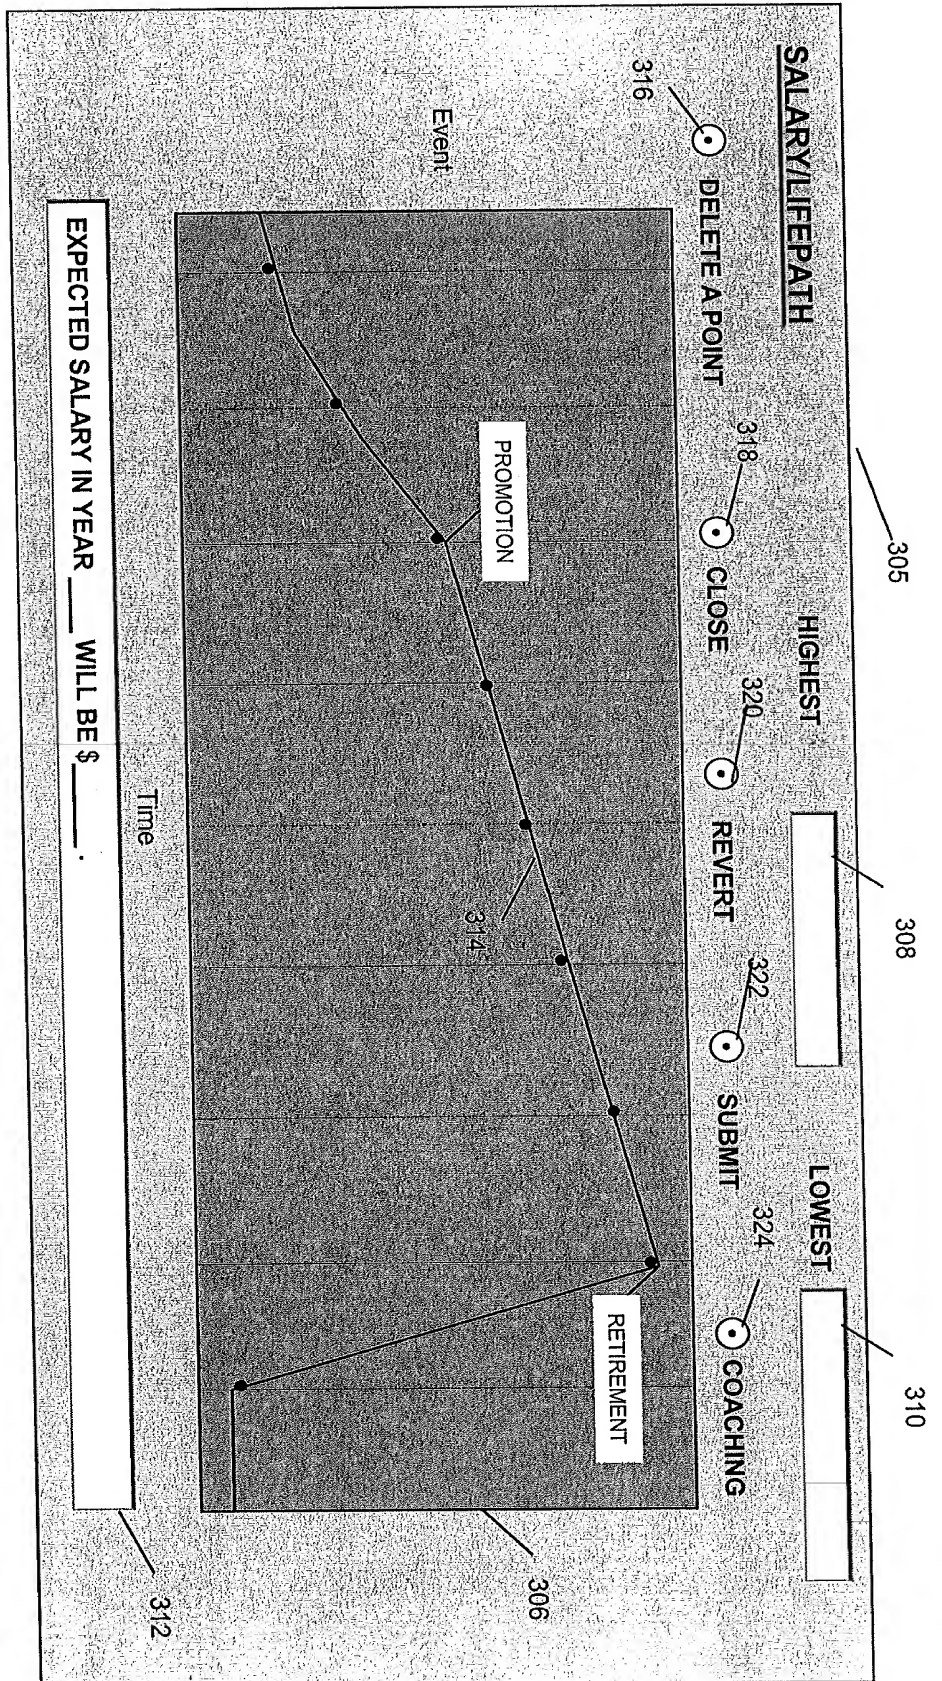 305
308
310
SALARY/LIFEPATH
HIGHEST
LOWEST
316
318
320
322
324
DELETE A POINT
CLOSE
REVERT
SUBMIT
COACHING
Event
PROMOTION
RETIREMENT
314
306
Time
EXPECTED SALARY IN YEAR ___ WILL BE $_____.
312